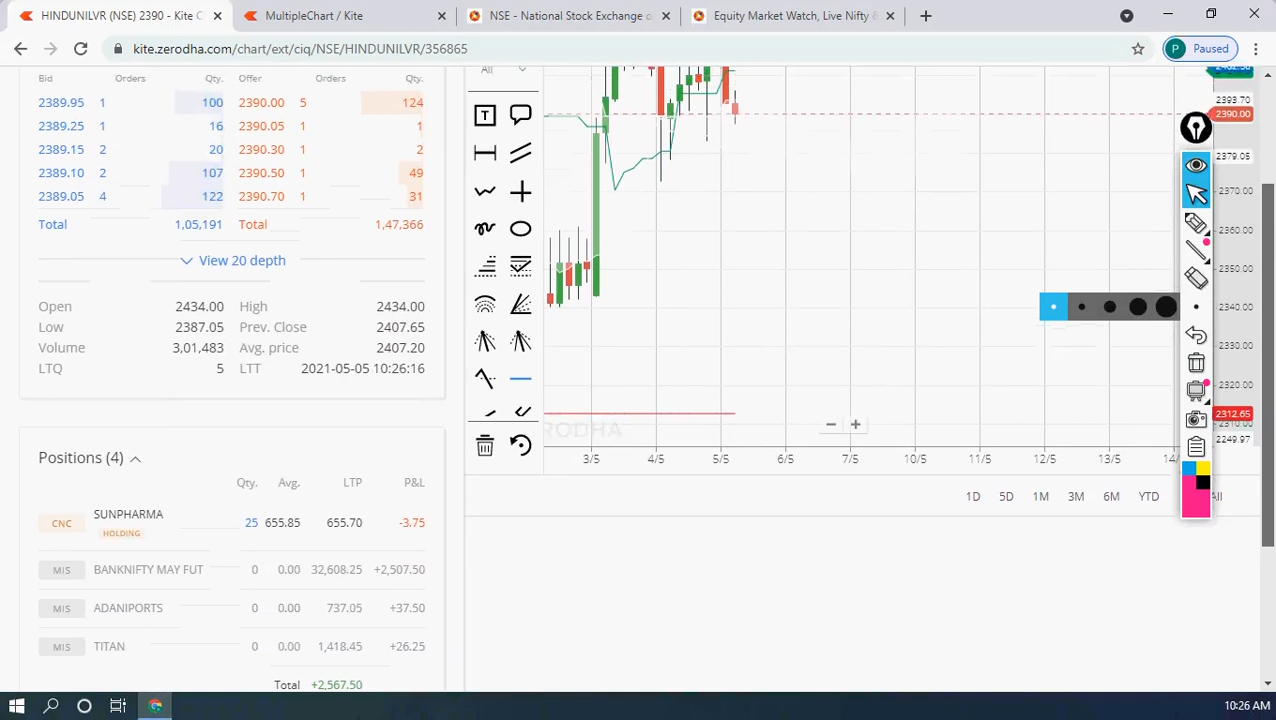 HINDUNILVR (NSE) 2390 - Kite C
MultipleChart / Kite
NSE - National Stock Exchange o
Equity Market Watch, Live Nifty &
kite.zerodha.com/chart/ext/ciq/NSE/HINDUNILVR/356865
P Paused
Bid Orders Qty. Offer Orders Qty.
2389.95 1 100 2390.00 5 124
2389.25 1 16 2390.05 1 1
2389.15 2 20 2390.30 1 2
2389.10 2 107 2390.50 1 49
2389.05 4 122 2390.70 1 31
Total 1,05,191 Total 1,47,366
View 20 depth
Open 2434.00 High 2434.00
Low 2387.05 Prev. Close 2407.65
Volume 3,01,483 Avg. price 2407.20
LTQ 5 LTT 2021-05-05 10:26:16
Positions (4)
Qty. Avg. LTP P&L
CNC SUNPHARMA 25 655.85 655.70 -3.75
HOLDING
MIS BANKNIFTY MAY FUT 0 0.00 32,608.25 +2,507.50
MIS ADANIPORTS 0 0.00 737.05 +37.50
MIS TITAN 0 0.00 1,418.45 +26.25
Total +2,567.50
All
T
2393.70
2390.00
2379.05
2370.00
2360.00
2350.00
2340.00
2330.00
2320.00
2312.65
2310.00
2249.97
ERODHA
3/5 4/5 5/5 6/5 7/5 10/5 11/5 12/5 13/5
1D 5D 1M 3M 6M YTD All
10:26 AM